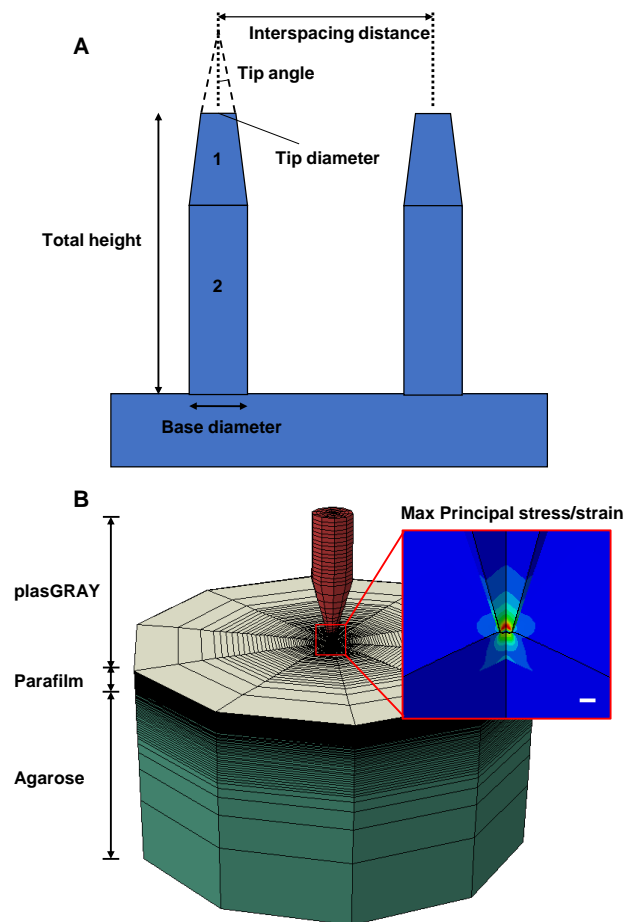 A
Interspacing distance
Tip angle
1
Tip diameter
Total height
2
Base diameter
B
Max Principal stress/strain
plasGRAY
Parafilm
Agarose